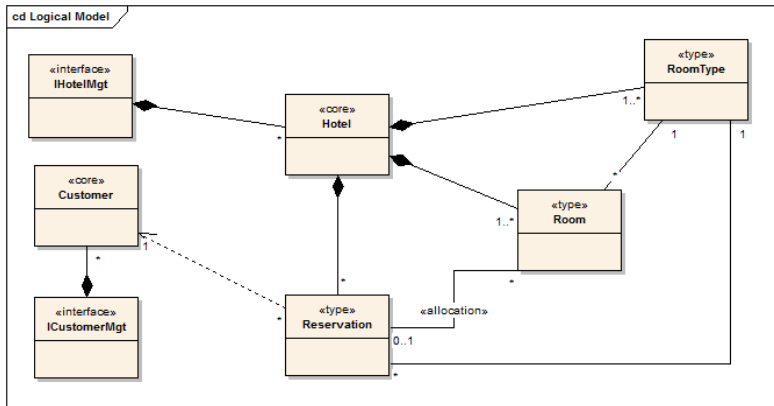 cd Logical Model
«interface»
IHotelMgt
*
«core»
Hotel
«type»
RoomType
1..*
1
1
«core»
Customer
1
*
«type»
Room
1..*
*
*
«interface»
ICustomerMgt
*
«type»
Reservation
*
*
«allocation»
0..1
*